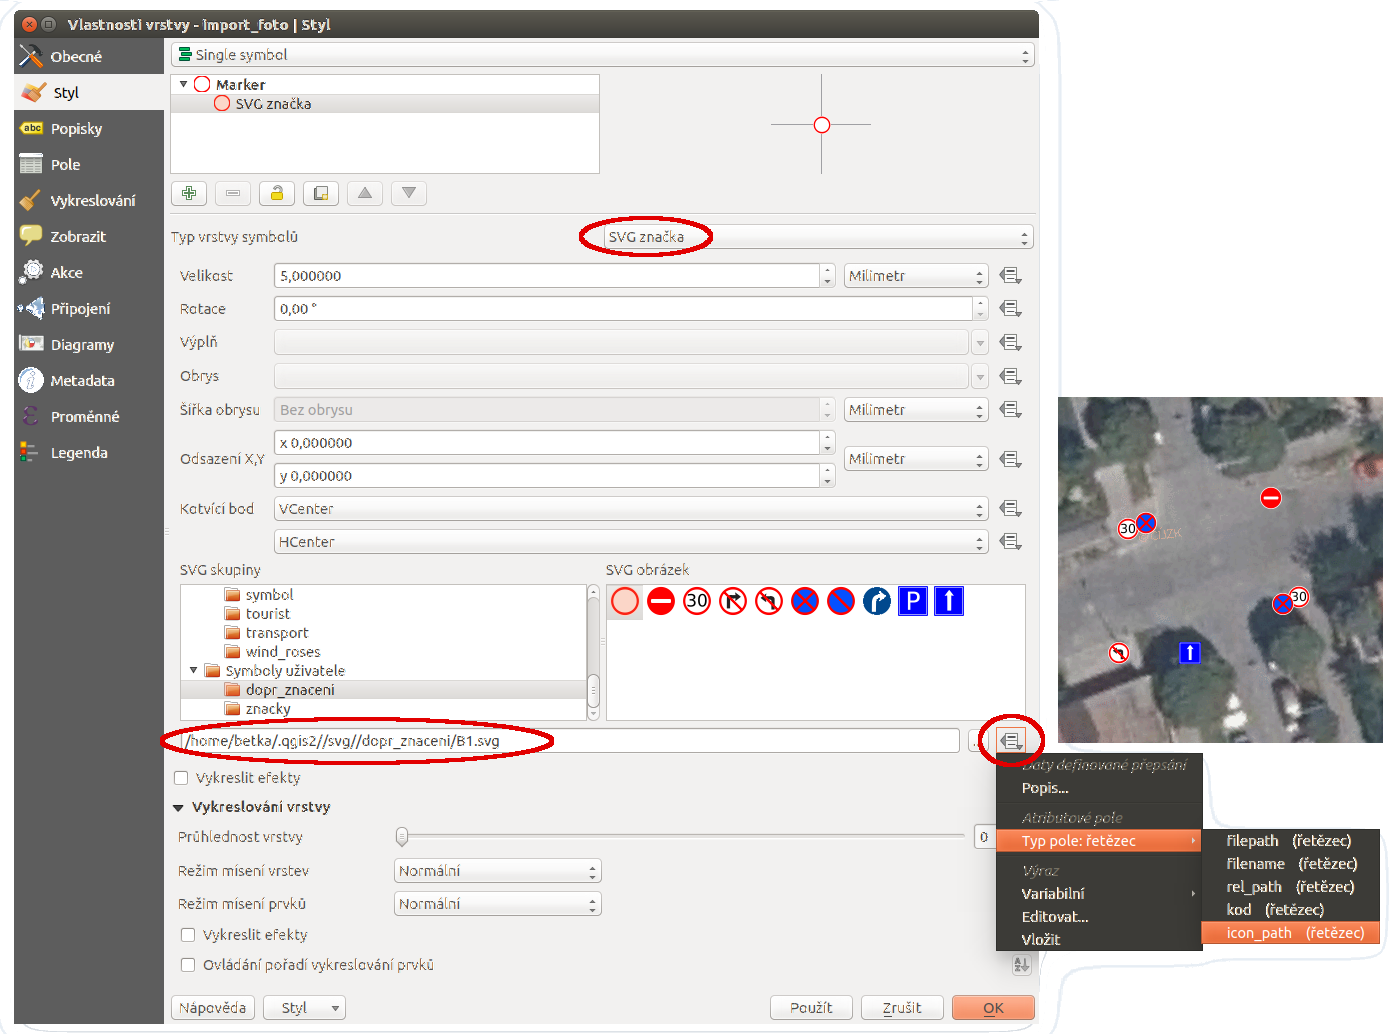 Vlastnosti vrstvy - import_foto | Styl
Obecné
Styl
Popisky
Pole
Vykreslování
Zobrazit
Akce
Připojení
Diagramy
Metadata
Proměnné
Legenda
abc
Single symbol
Marker
SVG značka
Typ vrstvy symbolů
SVG značka
Velikost
5,000000
Milimetr
Rotace
0,00 °
Výplň
Obrys
Šířka obrysu
Bez obrysu
Milimetr
Odsazení X,Y
x 0,000000
y 0,000000
Milimetr
Kotvící bod
VCenter
HCenter
SVG skupiny
SVG obrázek
symbol
tourist
transport
wind_roses
Symboly uživatele
dopr_znaceni
znacky
30
P
/home/betka/.qgis2//svg//dopr_znaceni/B1.svg
Vykreslit efekty
Vykreslování vrstvy
Průhlednost vrstvy
0
Režim mísení vrstev
Normální
Režim mísení prvků
Normální
Vykreslit efekty
Ovládání pořadí vykreslování prvků
Nápověda
Styl
Použít
Zrušit
OK
Daty definované přepsání
Popis...
Atributové pole
Typ pole: řetězec
Výraz
Variabilní
Editovat...
Vložit
filepath (řetězec)
filename (řetězec)
rel_path (řetězec)
kod (řetězec)
icon_path (řetězec)
30
30